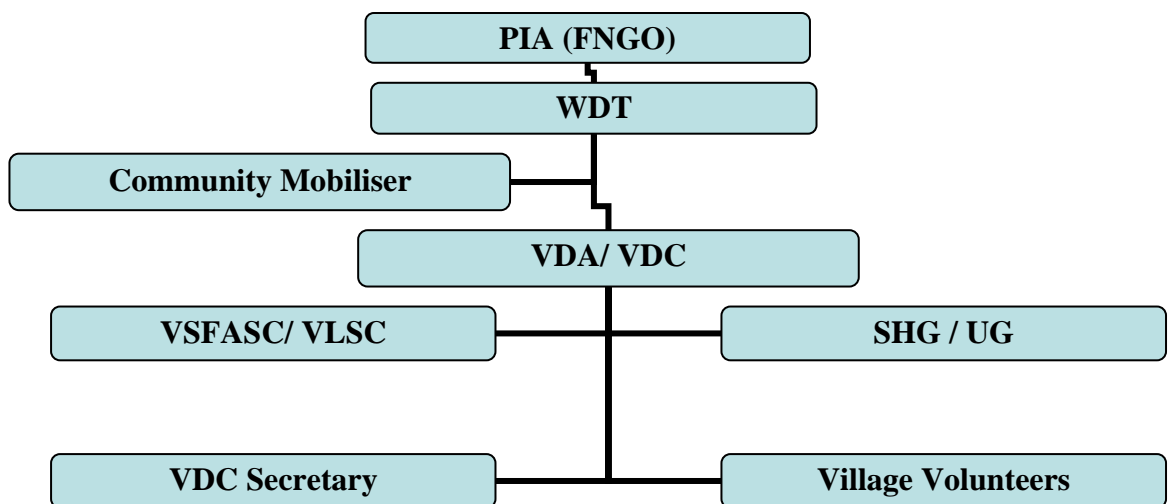 PIA (FNGO)
WDT
Community Mobiliser
VDA/ VDC
VSFASC/ VLSC
SHG / UG
VDC Secretary
Village Volunteers